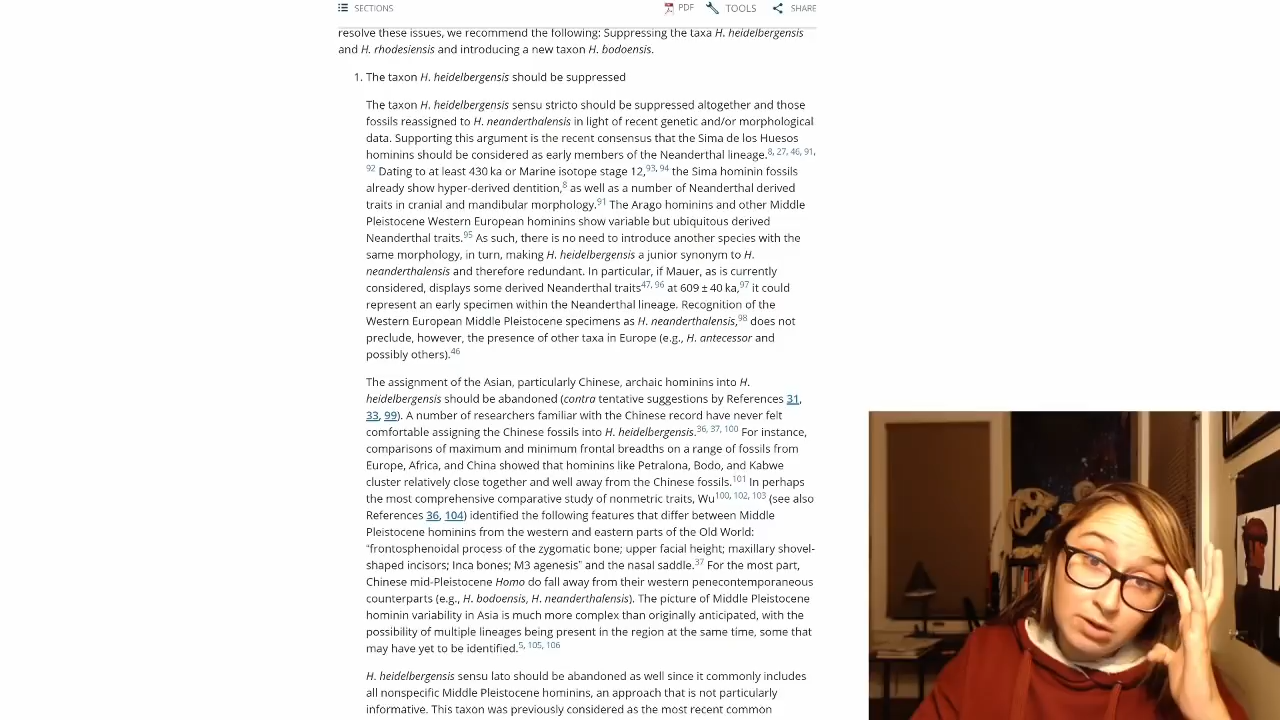 SECTIONS PDF TOOLS SHARE
resolve these issues, we recommend the following: Suppressing the taxa H. heidelbergensis
and H. rhodesiensis and introducing a new taxon H. bodoensis.
1. The taxon H. heidelbergensis should be suppressed
The taxon H. heidelbergensis sensu stricto should be suppressed altogether and those
fossils reassigned to H. neanderthalensis in light of recent genetic and/or morphological
data. Supporting this argument is the recent consensus that the Sima de los Huesos
hominins should be considered as early members of the Neanderthal lineage.8, 27, 46, 91,
92 Dating to at least 430 ka or Marine isotope stage 12,93, 94 the Sima hominin fossils
already show hyper-derived dentition,8 as well as a number of Neanderthal derived
traits in cranial and mandibular morphology.91 The Arago hominins and other Middle
Pleistocene Western European hominins show variable but ubiquitous derived
Neanderthal traits.95 As such, there is no need to introduce another species with the
same morphology, in turn, making H. heidelbergensis a junior synonym to H.
neanderthalensis and therefore redundant. In particular, if Mauer, as is currently
considered, displays some derived Neanderthal traits47, 96 at 609 ± 40 ka,97 it could
represent an early specimen within the Neanderthal lineage. Recognition of the
Western European Middle Pleistocene specimens as H. neanderthalensis,98 does not
preclude, however, the presence of other taxa in Europe (e.g., H. antecessor and
possibly others).46
The assignment of the Asian, particularly Chinese, archaic hominins into H.
heidelbergensis should be abandoned (contra tentative suggestions by References 31,
33, 99). A number of researchers familiar with the Chinese record have never felt
comfortable assigning the Chinese fossils into H. heidelbergensis.36, 37, 100 For instance,
comparisons of maximum and minimum frontal breadths on a range of fossils from
Europe, Africa, and China showed that hominins like Petralona, Bodo, and Kabwe
cluster relatively close together and well away from the Chinese fossils.101 In perhaps
the most comprehensive comparative study of nonmetric traits, Wu100, 102, 103 (see also
References 36, 104) identified the following features that differ between Middle
Pleistocene hominins from the western and eastern parts of the Old World:
"frontosphenoidal process of the zygomatic bone; upper facial height; maxillary shovel-
shaped incisors; Inca bones; M3 agenesis" and the nasal saddle.37 For the most part,
Chinese mid-Pleistocene Homo do fall away from their western penecontemporaneous
counterparts (e.g., H. bodoensis, H. neanderthalensis). The picture of Middle Pleistocene
hominin variability in Asia is much more complex than originally anticipated, with the
possibility of multiple lineages being present in the region at the same time, some that
may have yet to be identified.5, 105, 106
H. heidelbergensis sensu lato should be abandoned as well since it commonly includes
all nonspecific Middle Pleistocene hominins, an approach that is not particularly
informative. This taxon was previously considered as the most recent common